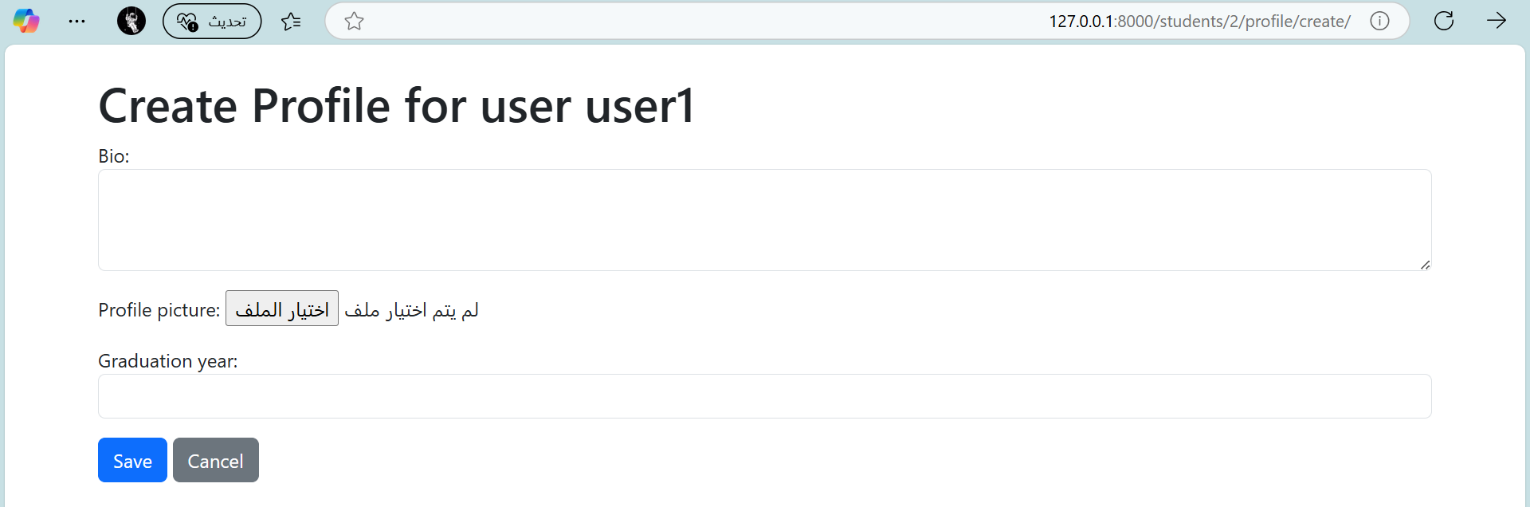 تحديث
127.0.0.1:8000/students/2/profile/create/
Create Profile for user user1
Bio:
Profile picture: اختيار الملف لم يتم اختيار ملف
Graduation year:
Save Cancel